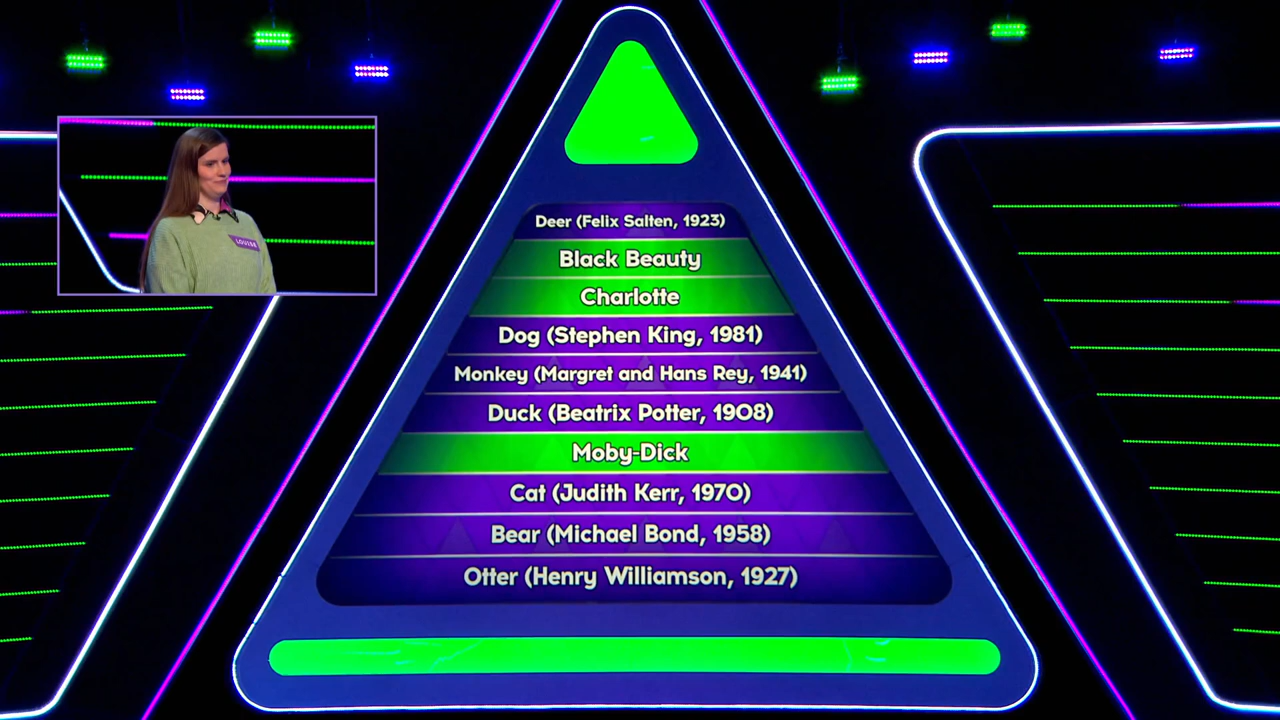 LOUISE
Deer (Felix Salten, 1923)
Black Beauty
Charlotte
Dog (Stephen King, 1981)
Monkey (Margret and Hans Rey, 1941)
Duck (Beatrix Potter, 1908)
Moby-Dick
Cat (Judith Kerr, 1970)
Bear (Michael Bond, 1958)
Otter (Henry Williamson, 1927)